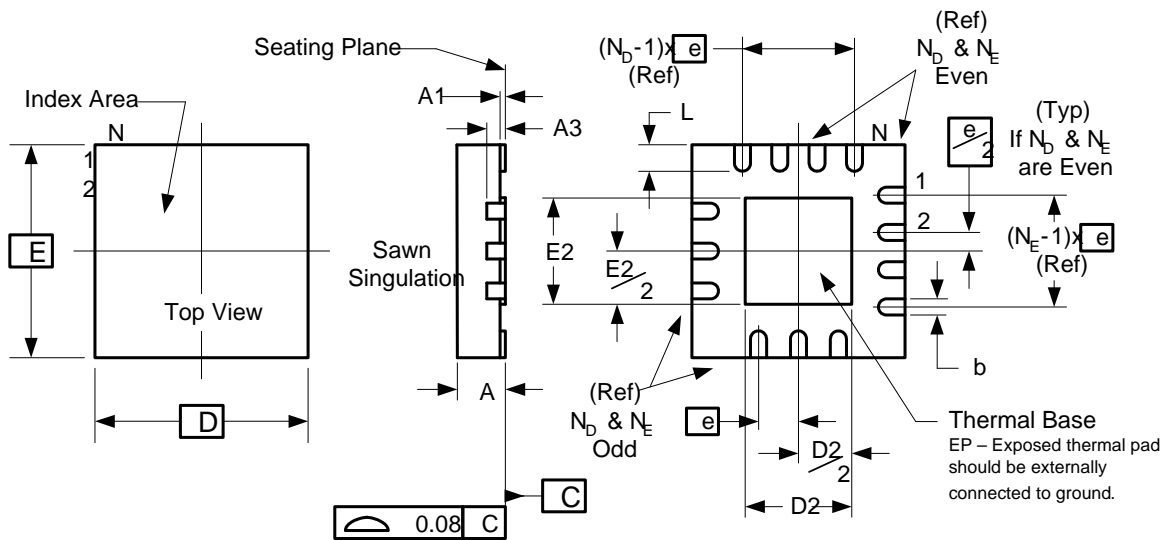 Seating Plane
(N_D-1)x e
(Ref)
(Ref)
N_D & N_E
Even
Index Area
A1
A3
L
N
N
1
2
e/2
(Typ)
If N_D & N_E
are Even
1
2
E
Sawn
Singulation
E2
E2/2
(N_E-1)x e
(Ref)
Top View
A
b
D
(Ref)
N_D & N_E
Odd
e
D2/2
D2
Thermal Base
EP – Exposed thermal pad
should be externally
connected to ground.
C
0.08 C